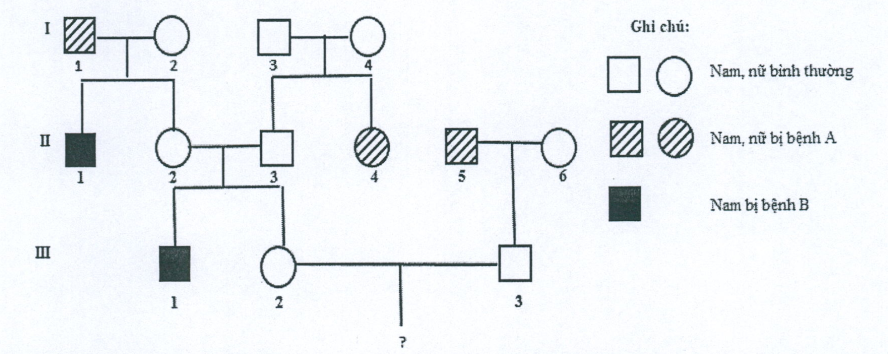 I
1 2 3 4
Ghi chú:
Nam, nữ bình thường
II
1 2 3 4 5 6
Nam, nữ bị bệnh A
Nam bị bệnh B
III
1 2 3
?